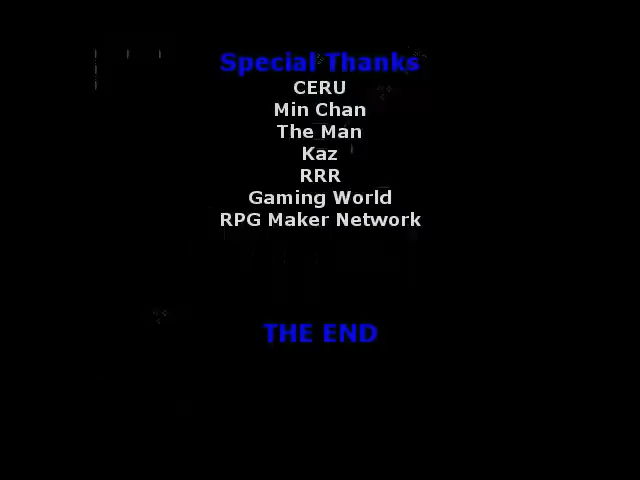 Special Thanks
CERU
Min Chan
The Man
Kaz
RRR
Gaming World
RPG Maker Network
THE END